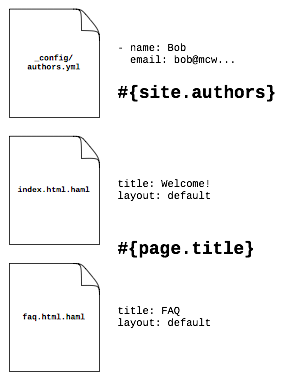 _config/
authors.yml
- name: Bob
email: bob@mcw...
#{site.authors}
index.html.haml
title: Welcome!
layout: default
#{page.title}
faq.html.haml
title: FAQ
layout: default